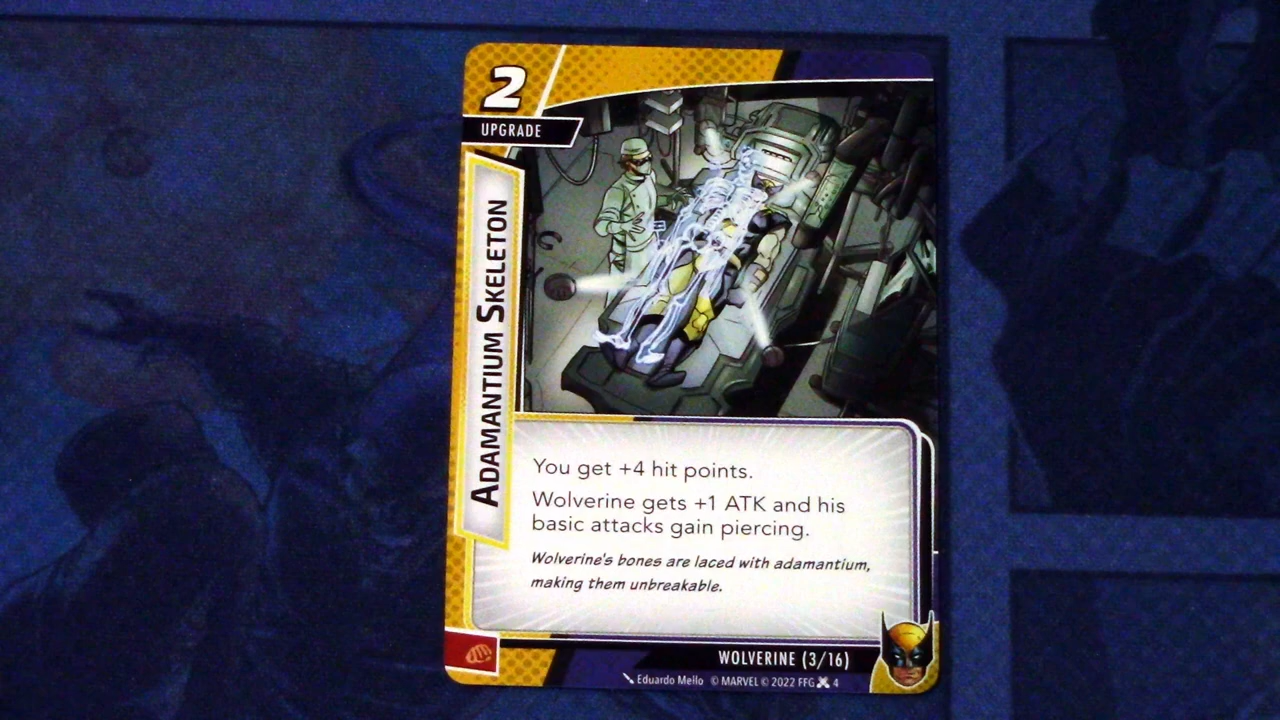 2
UPGRADE
ADAMANTIUM SKELETON
You get +4 hit points.
Wolverine gets +1 ATK and his
basic attacks gain piercing.
Wolverine's bones are laced with adamantium,
making them unbreakable.
WOLVERINE (3/16)
Eduardo Mello © MARVEL © 2022 FFG 4